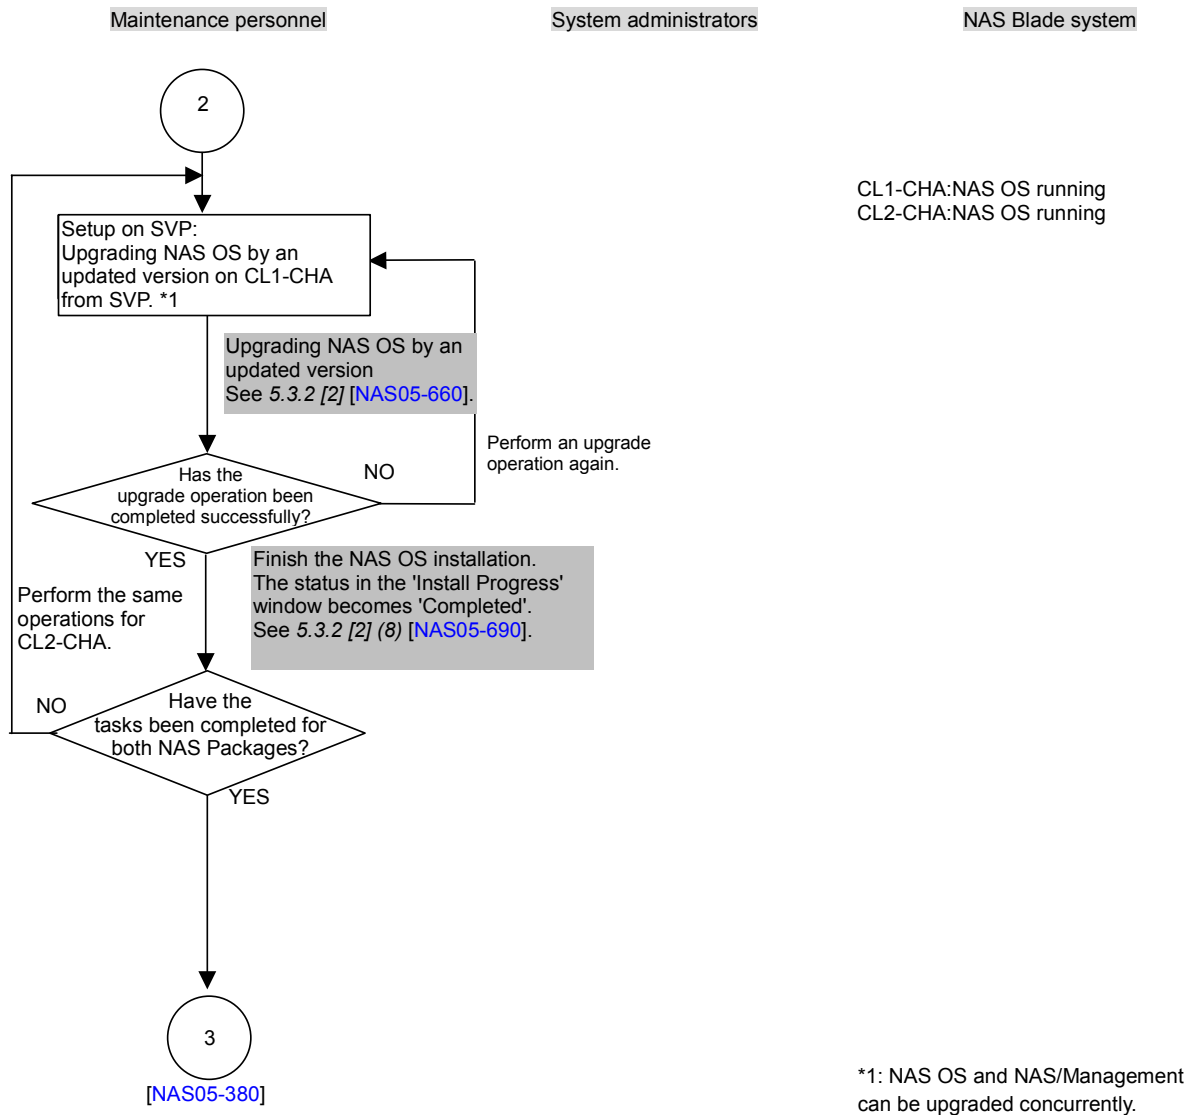 Maintenance personnel
System administrators
NAS Blade system
2
CL1-CHA:NAS OS running
CL2-CHA:NAS OS running
Setup on SVP:
Upgrading NAS OS by an
updated version on CL1-CHA
from SVP. *1
Upgrading NAS OS by an
updated version
See 5.3.2 [2] [NAS05-660].
Perform an upgrade
operation again.
Has the
upgrade operation been
completed successfully?
NO
YES
Finish the NAS OS installation.
The status in the 'Install Progress'
window becomes 'Completed'.
See 5.3.2 [2] (8) [NAS05-690].
Perform the same
operations for
CL2-CHA.
NO
Have the
tasks been completed for
both NAS Packages?
YES
3
[NAS05-380]
*1: NAS OS and NAS/Management
can be upgraded concurrently.